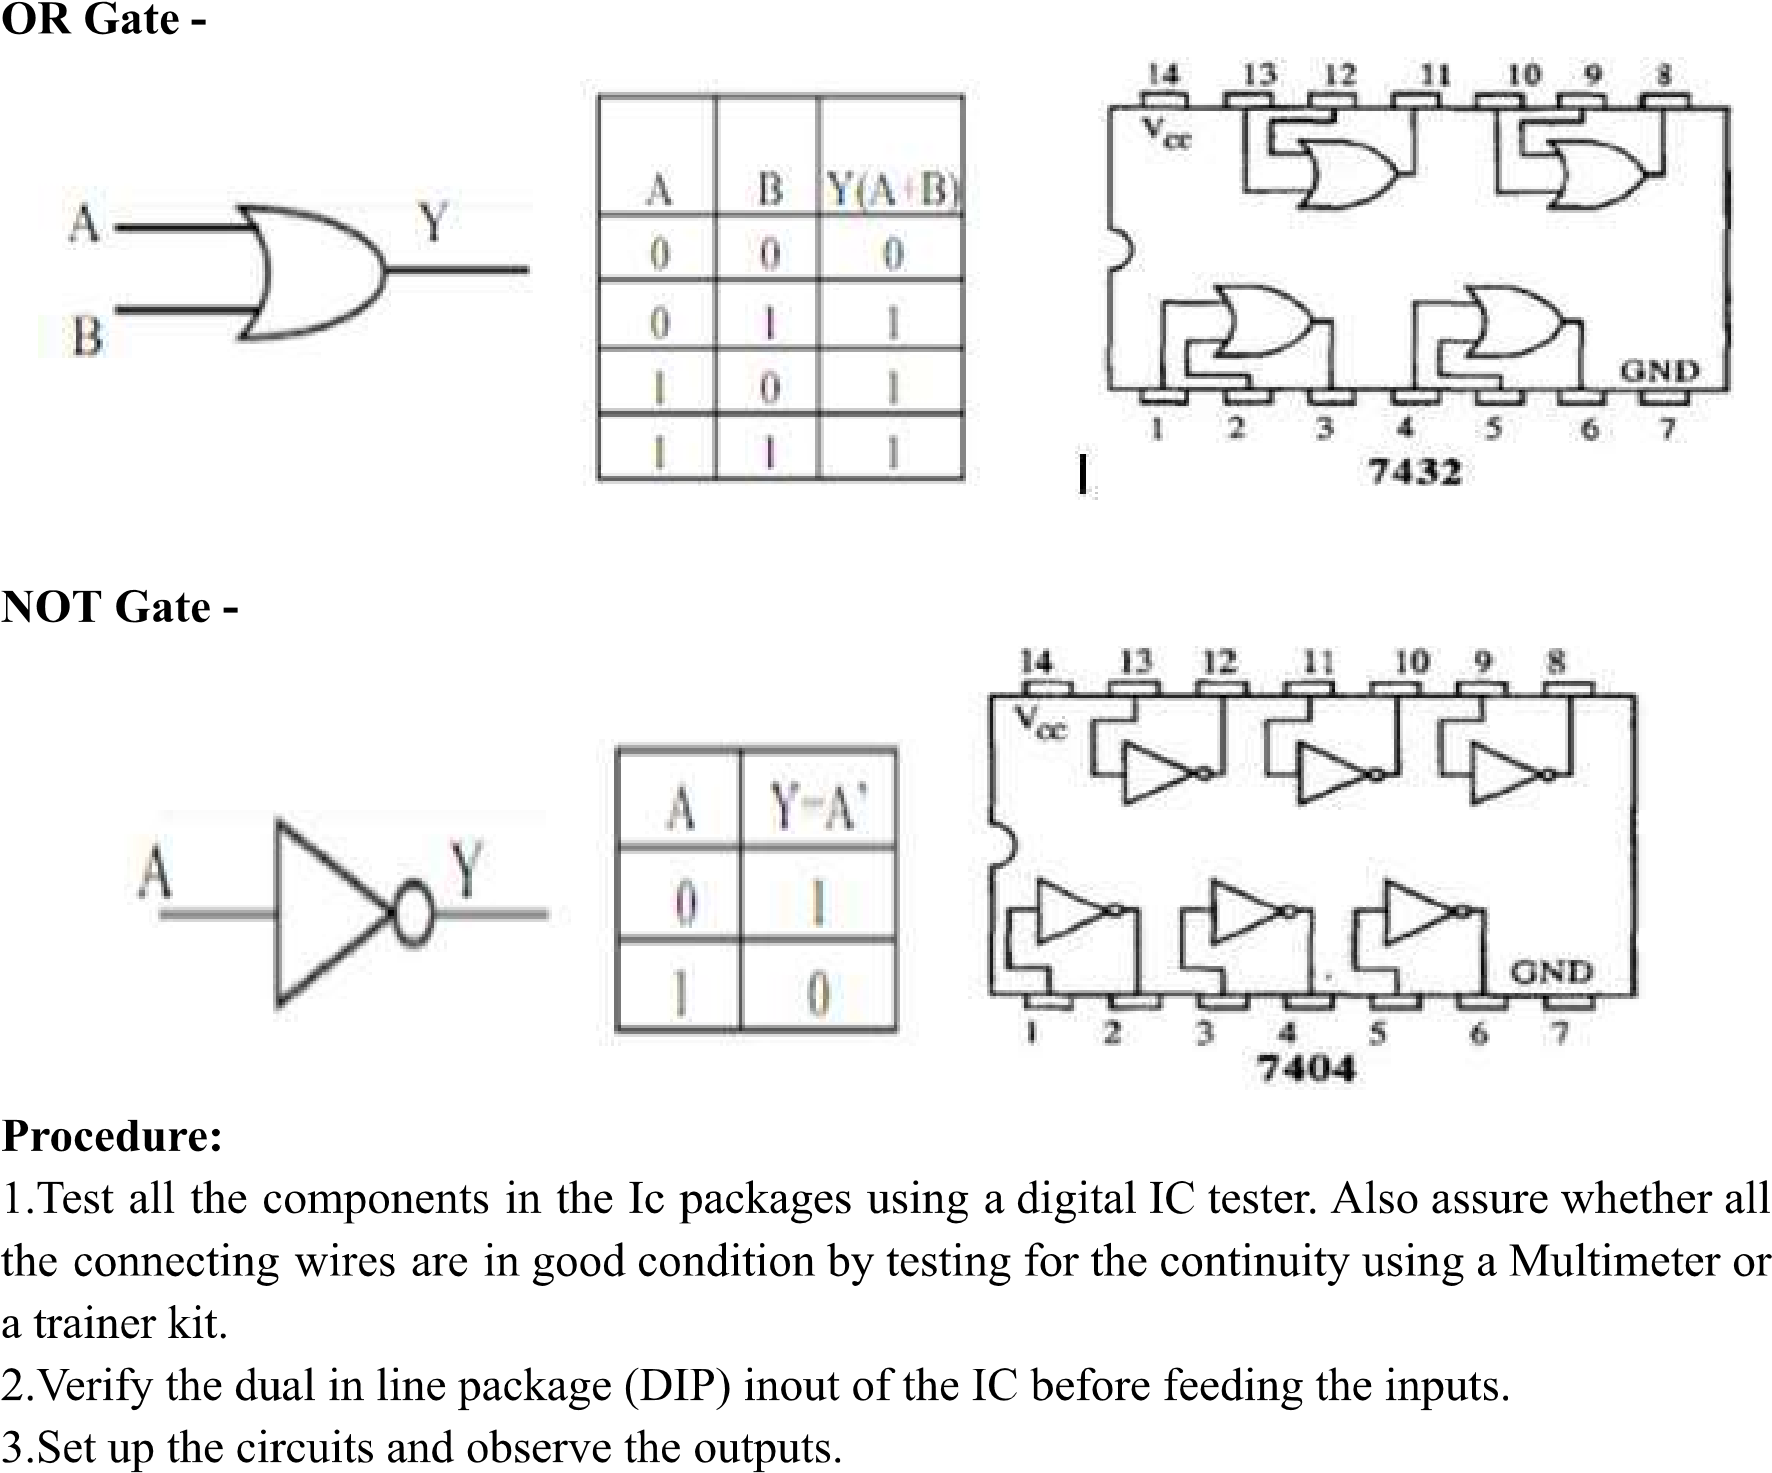 OR Gate -
14 13 12 11 10 9 8
Vcc
A B Y(A+B)
A Y
0 0 0
B
0 1 1
GND
1 0 1
1 2 3 4 5 6 7
1 1 1
7432
NOT Gate -
14 13 12 11 10 9 8
Vcc
A Y=A'
A Y
0 1
GND
1 0
1 2 3 4 5 6 7
7404
Procedure:
1.Test all the components in the Ic packages using a digital IC tester. Also assure whether all
the connecting wires are in good condition by testing for the continuity using a Multimeter or
a trainer kit.
2.Verify the dual in line package (DIP) inout of the IC before feeding the inputs.
3.Set up the circuits and observe the outputs.